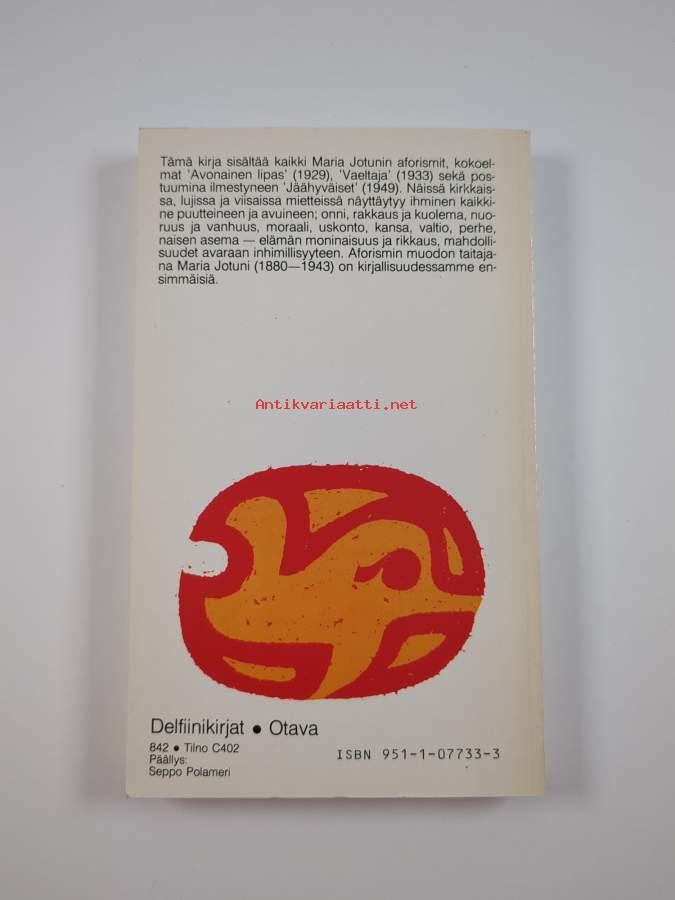 Tämä kirja sisältää kaikki Maria Jotunin aforismit, kokoel-
mat 'Avonainen lipas' (1929), 'Vaeltaja' (1933) sekä pos-
tuumina ilmestyneen 'Jäähyväiset' (1949). Näissä kirkkais-
sa, lujissa ja viisaissa mietteissä näyttäytyy ihminen kaikki-
ne puutteineen ja avuineen; onni, rakkaus ja kuolema, nuo-
ruus ja vanhuus, moraali, uskonto, kansa, valtio, perhe,
naisen asema — elämän moninaisuus ja rikkaus, mahdolli-
suudet avaraan inhimillisyyteen. Aforismin muodon taitaja-
na Maria Jotuni (1880—1943) on kirjallisuudessamme en-
simmäisiä.
Antikvariaatti.net
Delfiinikirjat • Otava
842 • Tilno C402
Päällys:
Seppo Polameri
ISBN 951-1-07733-3